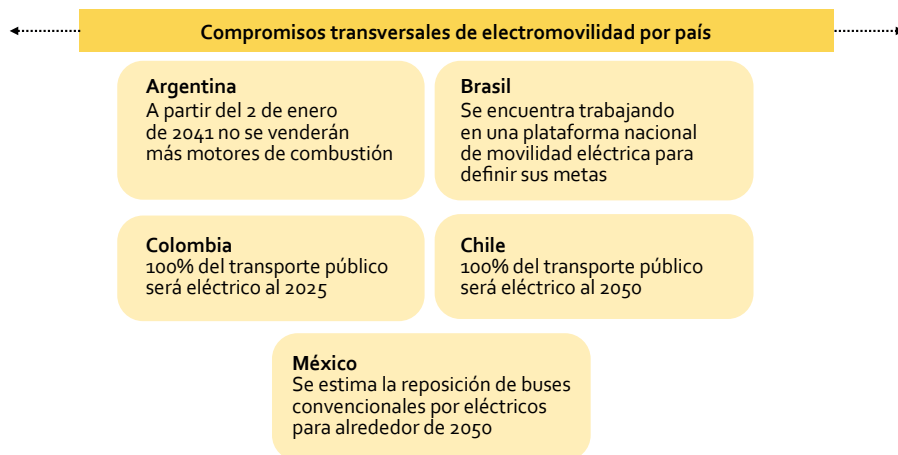 Compromisos transversales de electromovilidad por país
Argentina
A partir del 2 de enero
de 2041 no se venderán
más motores de combustión
Brasil
Se encuentra trabajando
en una plataforma nacional
de movilidad eléctrica para
definir sus metas
Colombia
100% del transporte público
será eléctrico al 2025
Chile
100% del transporte público
será eléctrico al 2050
México
Se estima la reposición de buses
convencionales por eléctricos
para alrededor de 2050